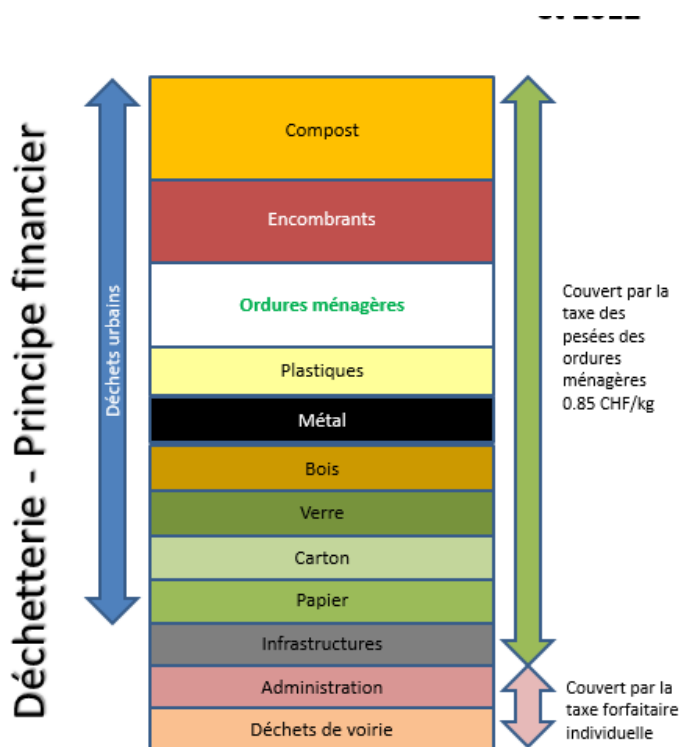 Déchetterie - Principe financier
Déchets urbains
Compost
Encombrants
Ordures ménagères
Plastiques
Métal
Bois
Verre
Carton
Papier
Infrastructures
Administration
Déchets de voirie
Couvert par la
taxe des
pesées des
ordures
ménagères
0.85 CHF/kg
Couvert par la
taxe forfaitaire
individuelle